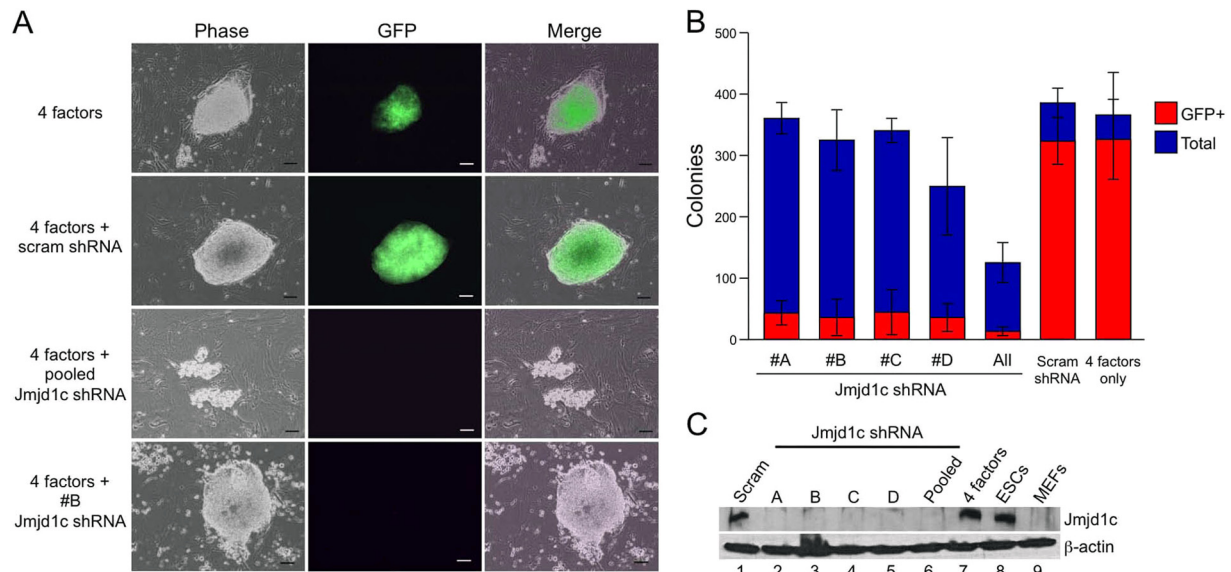 A
Phase
GFP
Merge
4 factors
4 factors +
scram shRNA
4 factors +
pooled
Jmjd1c shRNA
4 factors +
#B
Jmjd1c shRNA
B
Colonies
500
400
300
200
100
0
GFP+
Total
#A
#B
#C
#D
All
Scram
shRNA
4 factors
only
Jmjd1c shRNA
C
Jmjd1c shRNA
Scram
A
B
C
D
Pooled
4 factors
ESCs
MEFs
Jmjd1c
β-actin
1 2 3 4 5 6 7 8 9